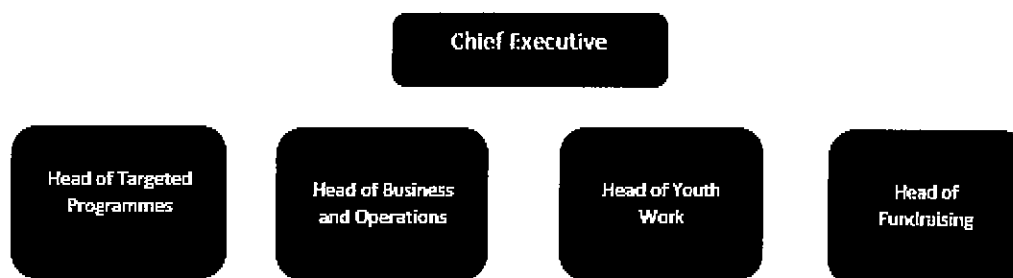 Chief Executive
Head of Targeted
Programmes
Head of Business
and Operations
Head of Youth
Work
Head of
Fundraising